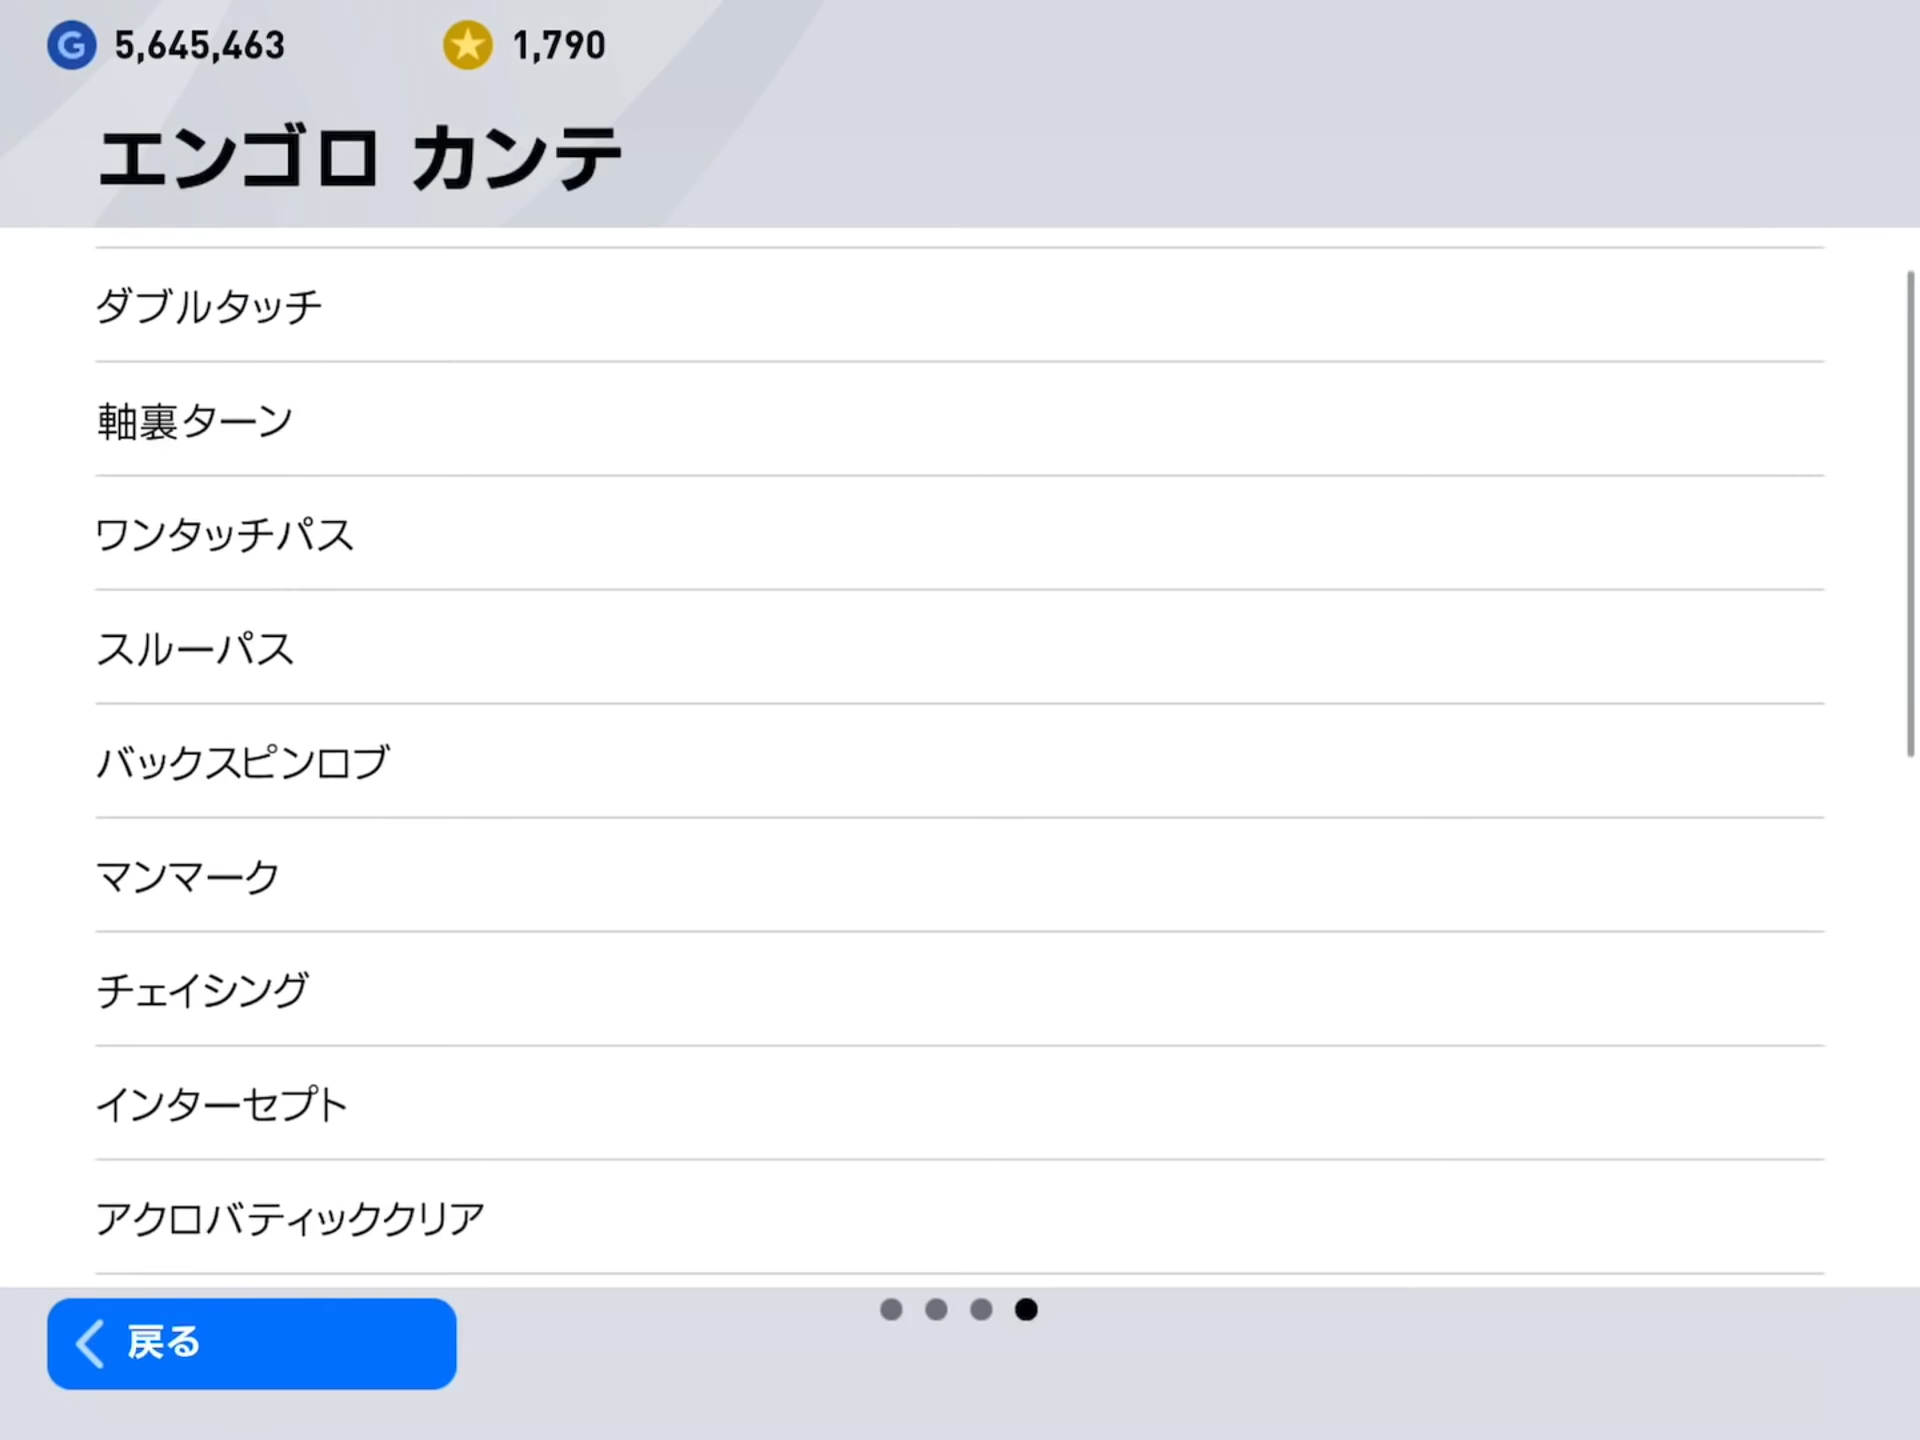 G 5,645,463 1,790
エンゴロ カンテ
ダブルタッチ
軸裏ターン
ワンタッチパス
スルーパス
バックスピンロブ
マンマーク
チェイシング
インターセプト
アクロバティッククリア
戻る